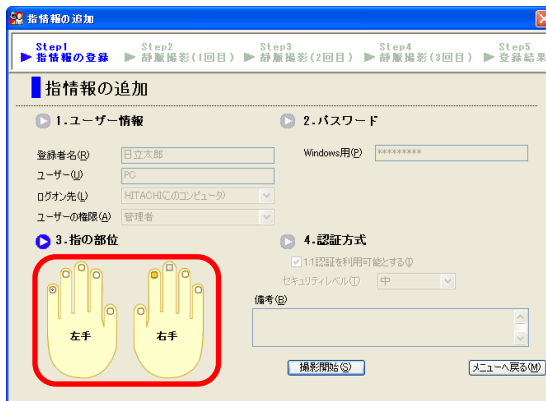 指情報の追加
Step1 Step2 Step3 Step4 Step5
▶指情報の登録 ▶静脈撮影(1回目) ▶静脈撮影(2回目) ▶静脈撮影(3回目) ▶登録結果
指情報の追加
1.ユーザー情報
登録者名(R) 日立太郎
ユーザー(U) PC
ログオン先(L) HITACHI(このコンピュータ)
ユーザーの権限(A) 管理者
2.パスワード
Windows用(P) *********
3.指の部位
左手 右手
4.認証方式
1:1認証を利用可能とする(I)
セキュリティレベル(T) 中
備考(B)
撮影開始(S) メニューへ戻る(M)